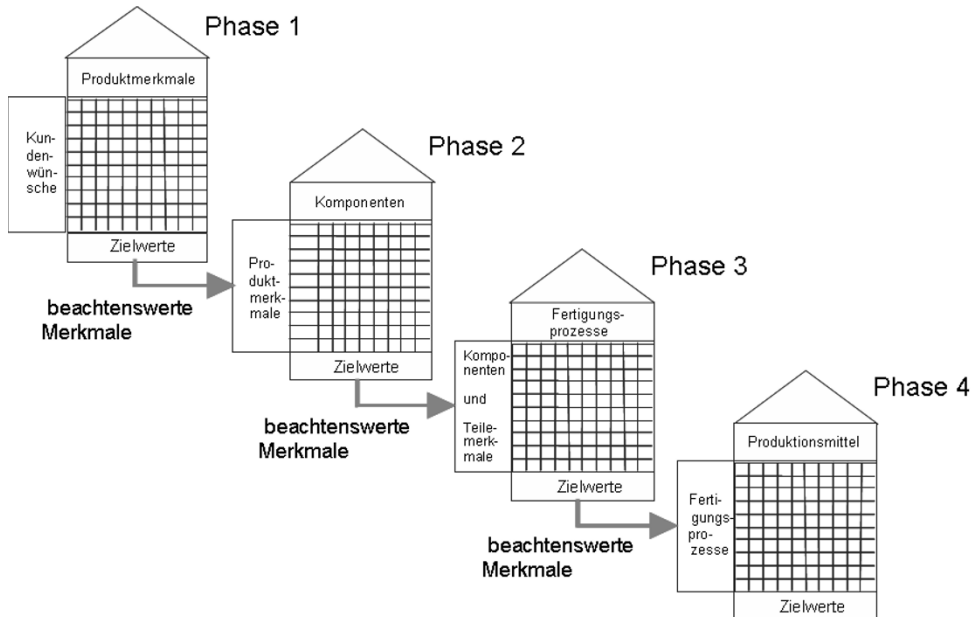 Phase 1
Produktmerkmale
Kun-
den-
wün-
sche
Zielwerte
beachtenswerte
Merkmale
Phase 2
Komponenten
Pro-
dukt-
merk-
male
Zielwerte
beachtenswerte
Merkmale
Phase 3
Fertigungs-
prozesse
Kompo-
nenten
und
Teile-
merk-
male
Zielwerte
beachtenswerte
Merkmale
Phase 4
Produktionsmittel
Ferti-
gungs-
pro-
zesse
Zielwerte